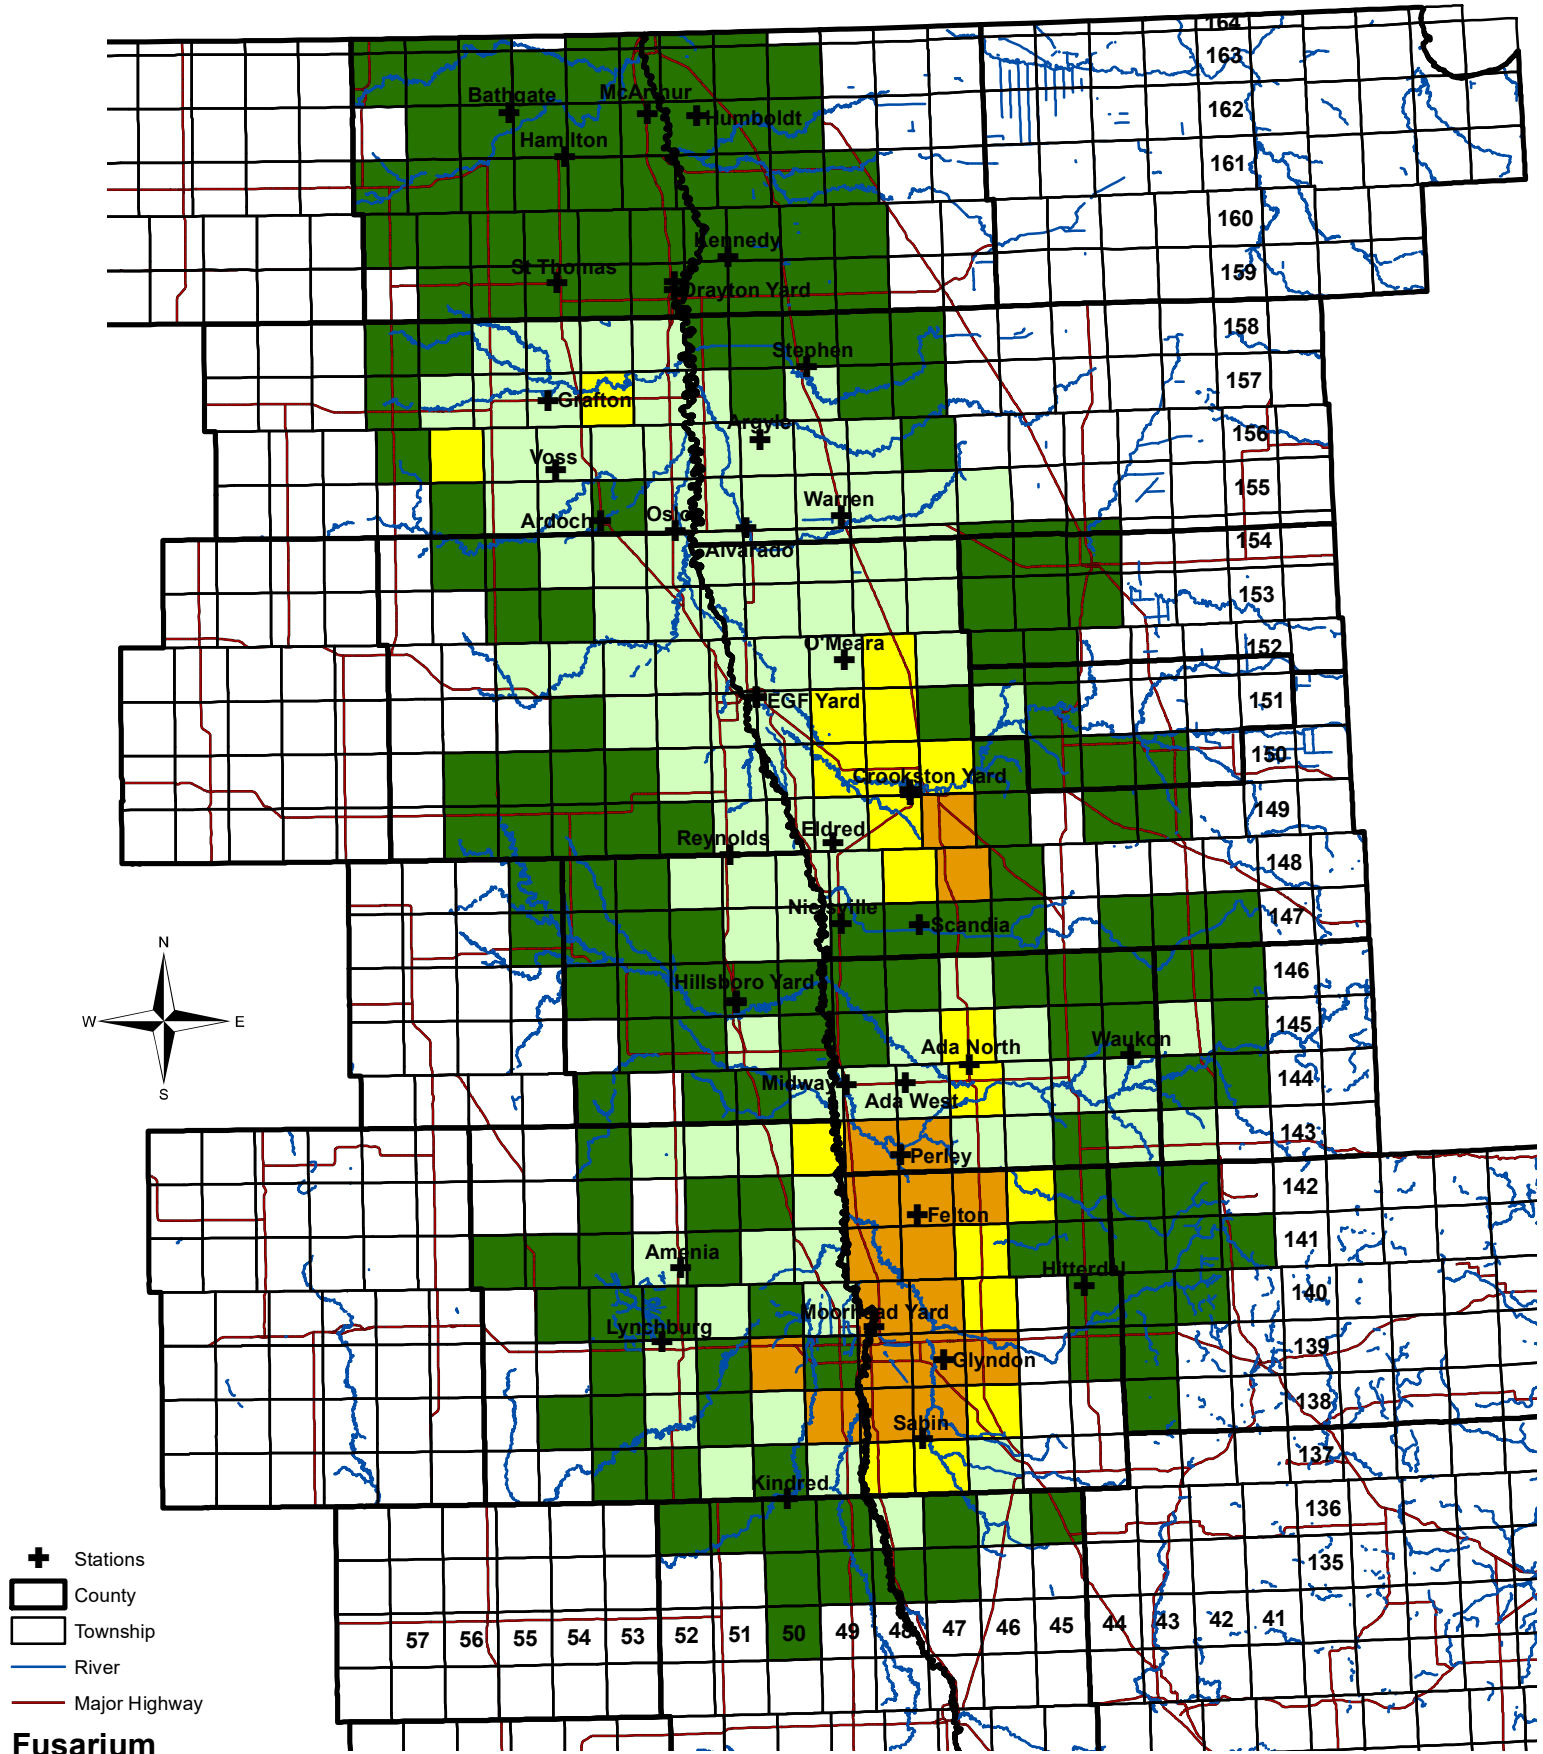 164
163
Bathgate
McArthur
Humboldt
162
Hamilton
161
160
Kennedy
St Thomas
159
Drayton Yard
158
Stephen
157
Grafton
Argyle
156
Voss
155
Warren
Ardoch
Oslo
154
Alvarado
153
O'Meara
152
EGF Yard
151
150
Crookston Yard
149
Eldred
Reynolds
148
Nielsville
147
Scandia
N
W
E
S
146
Hillsboro Yard
145
Waukon
Ada North
144
Midway
Ada West
143
Perley
142
Felton
141
Amenia
Hitterdal
140
Moorhead Yard
Lynchburg
139
Glyndon
138
Sabin
137
Kindred
136
135
57 56 55 54 53 52 51 50 49 48 47 46 45 44 43 42 41
Stations
County
Township
River
Major Highway
Fusarium